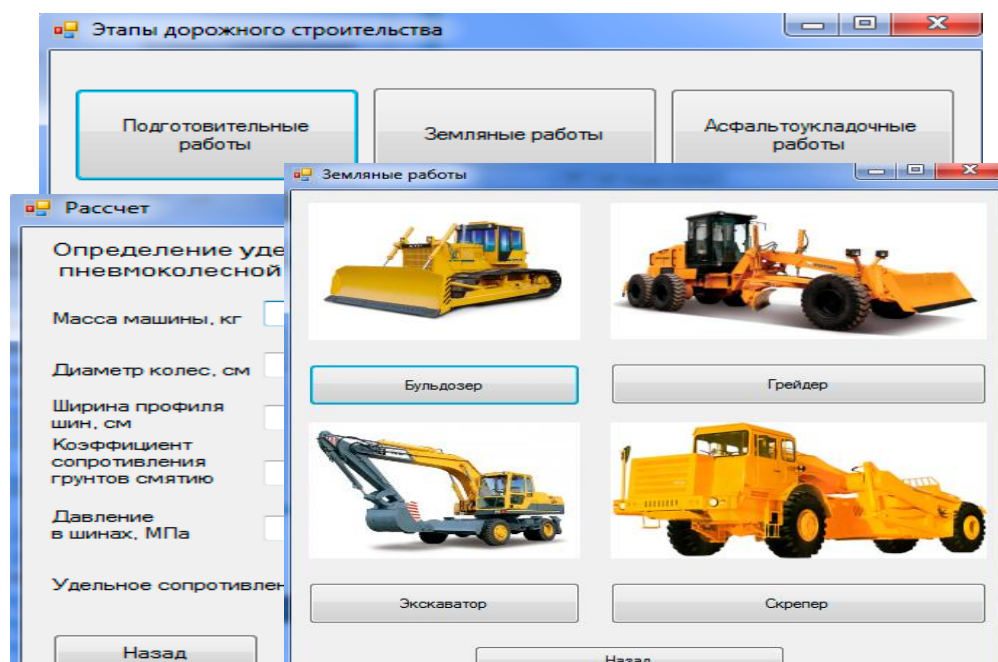 Этапы дорожного строительства
Подготовительные
работы
Земляные работы
Асфальтоукладочные
работы
Рассчет
Определение уде
пневмоколесной
Масса машины, кг
Диаметр колес, см
Ширина профиля
шин, см
Коэффициент
сопротивления
грунтов смятию
Давление
в шинах, МПа
Удельное сопротивлен
Назад
Земляные работы
Бульдозер
Грейдер
Экскаватор
Скрепер
Назад